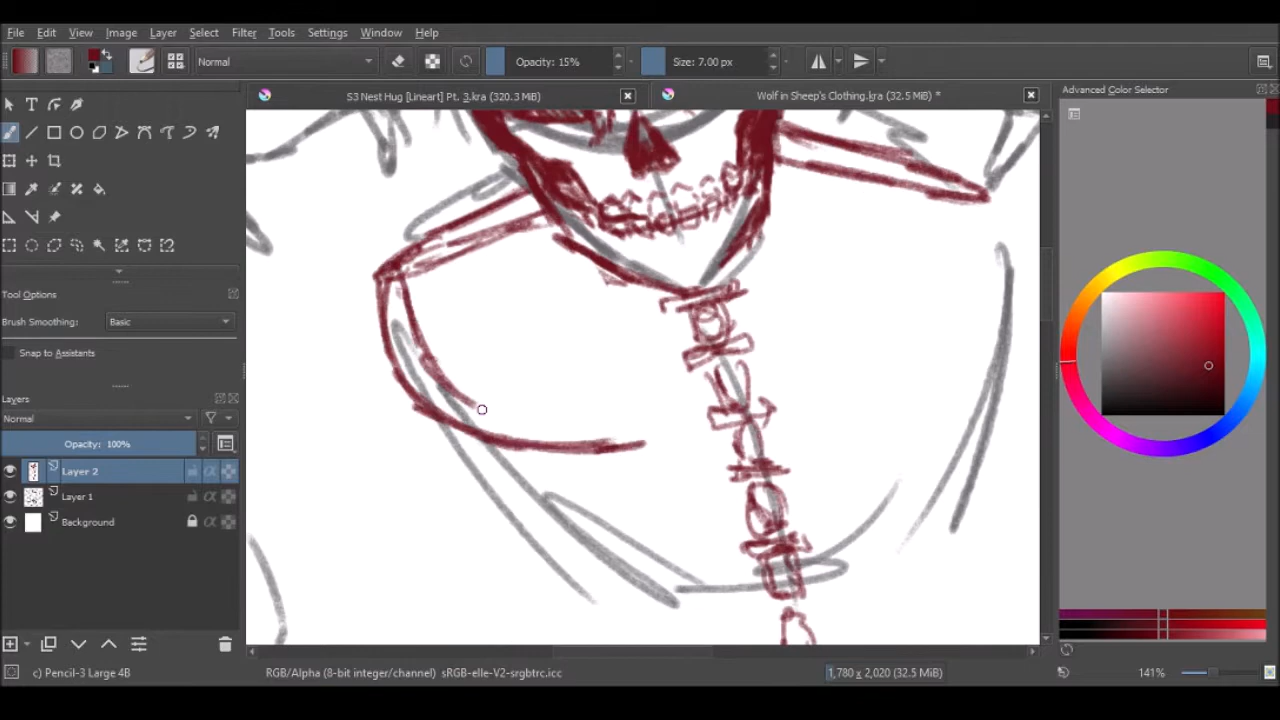 File Edit View Image Layer Filter Select Tools Settings Window Help
Normal Opacity: 15% Size: 7.00 px
S3 Nest Hug [Lineart] Pt. 3.kra (320.3 MiB) Wolf in Sheep's Clothing.kra (32.5 MiB) * Advanced Color Selector
Tool Options
Brush Smoothing: Basic
Snap to Assistants
Layers
Normal
Opacity: 100%
Layer 2
Layer 1
Background
c) Pencil-3 Large 4B RGB/Alpha (8-bit integer/channel) sRGB-elle-V2-srgbtrc.icc 1,780 x 2,020 (32.5 MiB) 141%